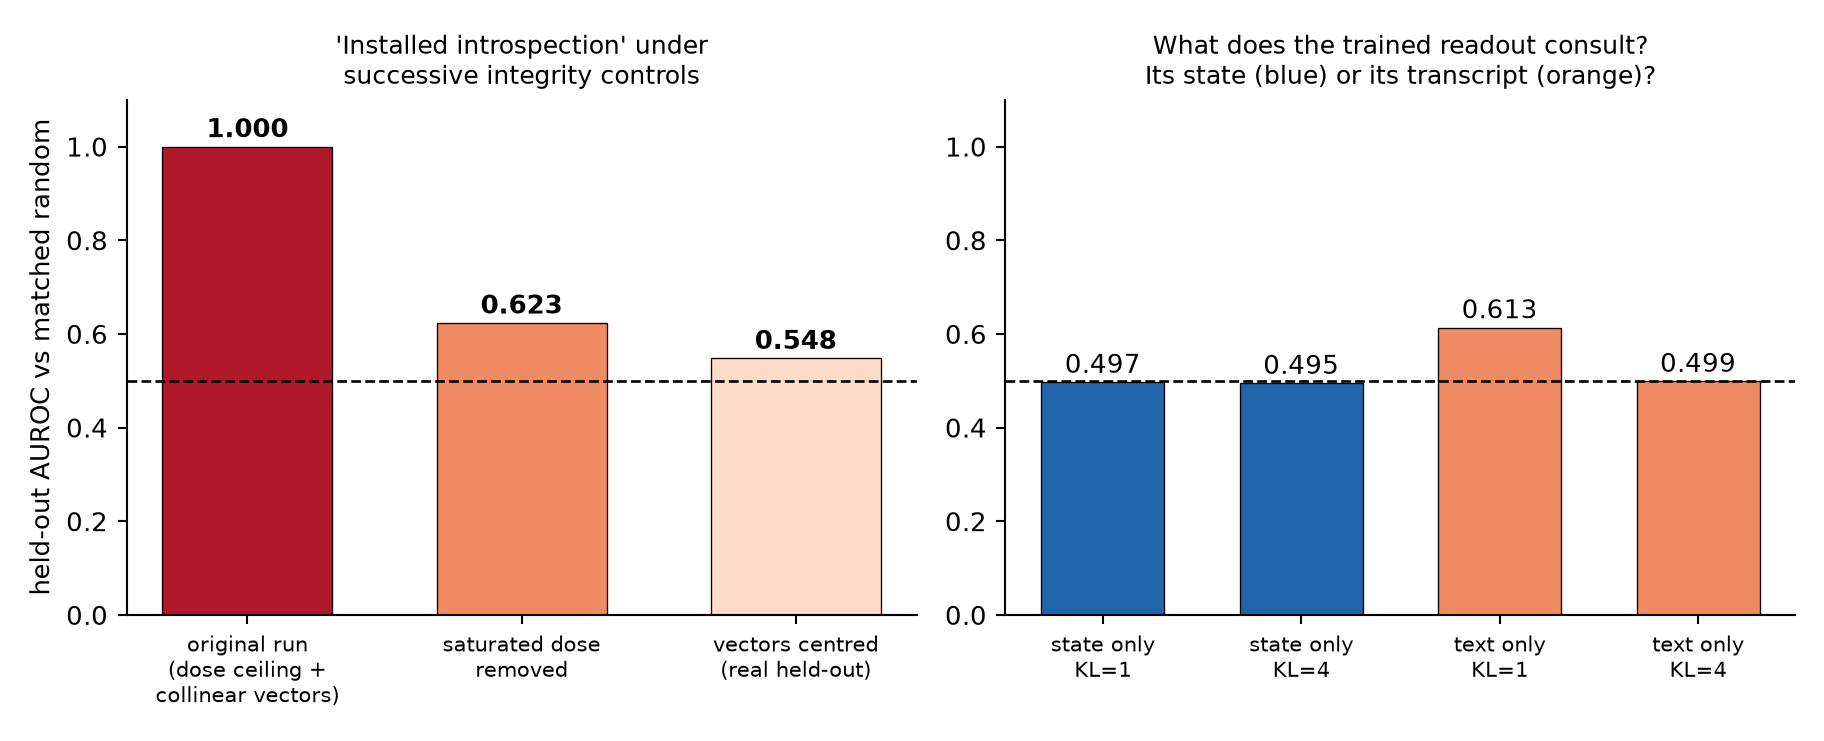 'Installed introspection' under
successive integrity controls
held-out AUROC vs matched random
1.0
0.8
0.6
0.4
0.2
0.0
1.000
0.623
0.548
original run
(dose ceiling +
collinear vectors)
saturated dose
removed
vectors centred
(real held-out)
What does the trained readout consult?
Its state (blue) or its transcript (orange)?
1.0
0.8
0.6
0.4
0.2
0.0
0.497
0.495
0.613
0.499
state only
KL=1
state only
KL=4
text only
KL=1
text only
KL=4